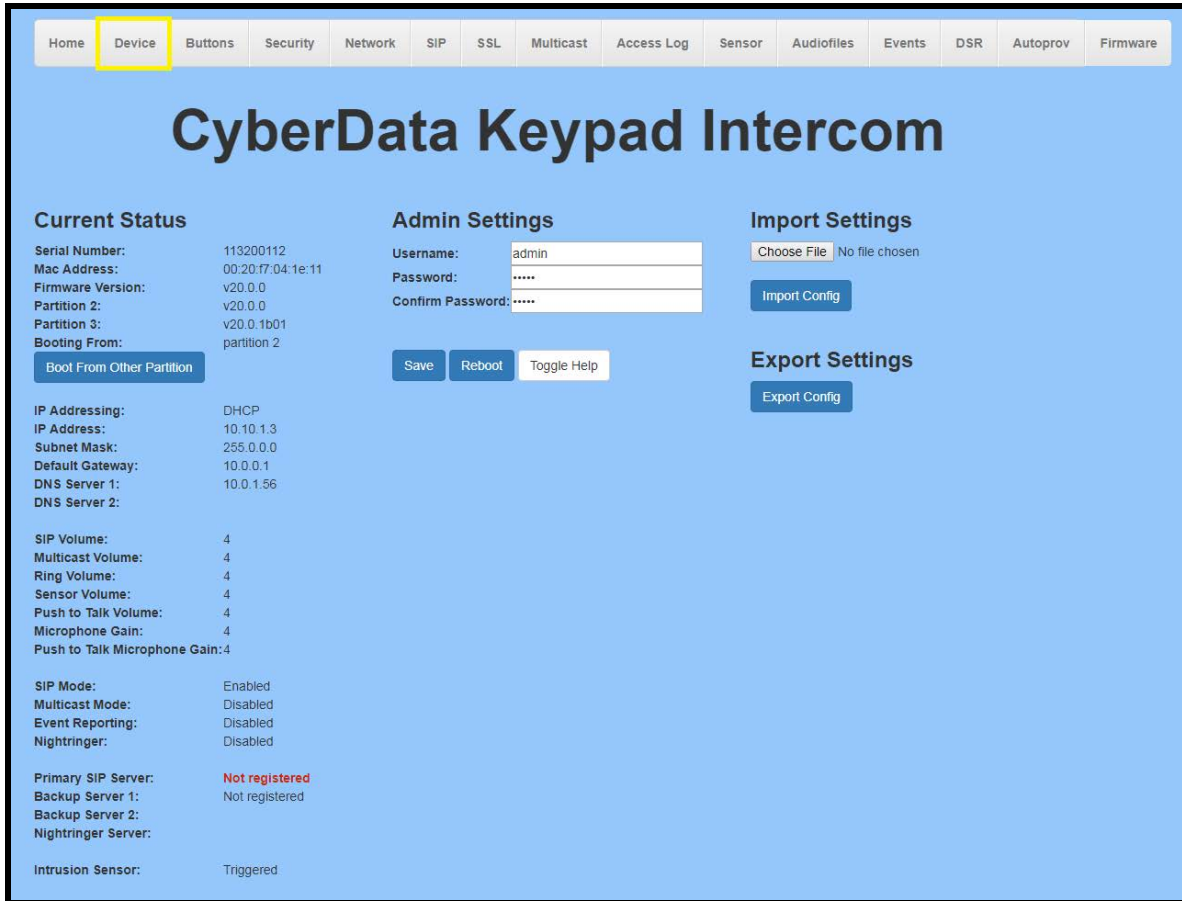 Home Device Buttons Security Network SIP SSL Multicast Access Log Sensor Audiofiles Events DSR Autoprov Firmware
CyberData Keypad Intercom
Current Status
Serial Number: 113200112
Mac Address: 00:20:f7:04:1e:11
Firmware Version: v20.0.0
Partition 2: v20.0.0
Partition 3: v20.0.1b01
Booting From: partition 2
Boot From Other Partition
IP Addressing: DHCP
IP Address: 10.10.1.3
Subnet Mask: 255.0.0.0
Default Gateway: 10.0.0.1
DNS Server 1: 10.0.1.56
DNS Server 2:
SIP Volume: 4
Multicast Volume: 4
Ring Volume: 4
Sensor Volume: 4
Push to Talk Volume: 4
Microphone Gain: 4
Push to Talk Microphone Gain: 4
SIP Mode: Enabled
Multicast Mode: Disabled
Event Reporting: Disabled
Nightringer: Disabled
Primary SIP Server: Not registered
Backup Server 1: Not registered
Backup Server 2:
Nightringer Server:
Intrusion Sensor: Triggered
Admin Settings
Username: admin
Password: •••••
Confirm Password: •••••
Save Reboot Toggle Help
Import Settings
Choose File No file chosen
Import Config
Export Settings
Export Config